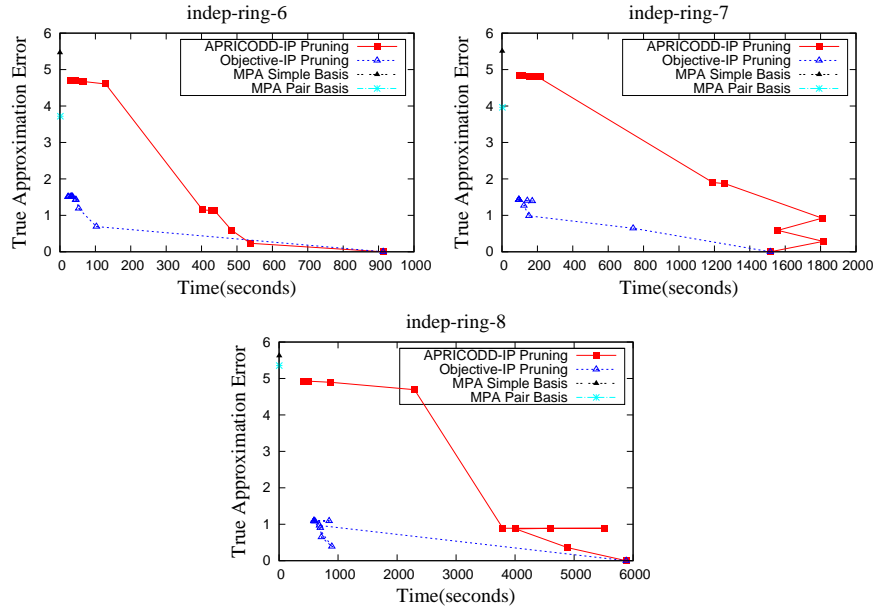 indep-ring-6
6
5
4
3
2
1
0
True Approximation Error
APRICODD-IP Pruning
Objective-IP Pruning
MPA Simple Basis
MPA Pair Basis
0 100 200 300 400 500 600 700 800 900 1000
Time(seconds)
indep-ring-7
6
5
4
3
2
1
0
True Approximation Error
APRICODD-IP Pruning
Objective-IP Pruning
MPA Simple Basis
MPA Pair Basis
0 200 400 600 800 1000 1200 1400 1600 1800 2000
Time(seconds)
indep-ring-8
6
5
4
3
2
1
0
True Approximation Error
APRICODD-IP Pruning
Objective-IP Pruning
MPA Simple Basis
MPA Pair Basis
0 1000 2000 3000 4000 5000 6000
Time(seconds)